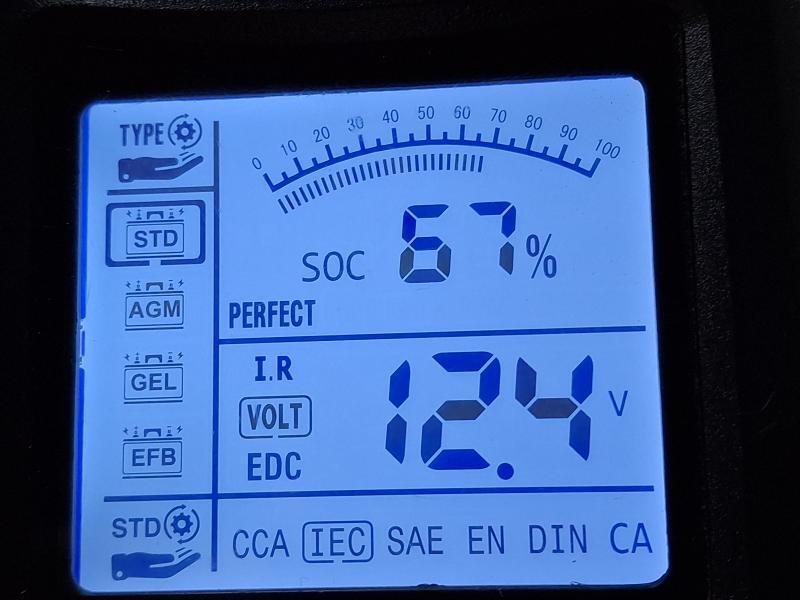 TYPE
0 10 20 30 40 50 60 70 80 90 100
STD
SOC 67%
AGM
PERFECT
GEL
I.R
VOLT 12.4 V
EFB
EDC
STD
CCA IEC SAE EN DIN CA